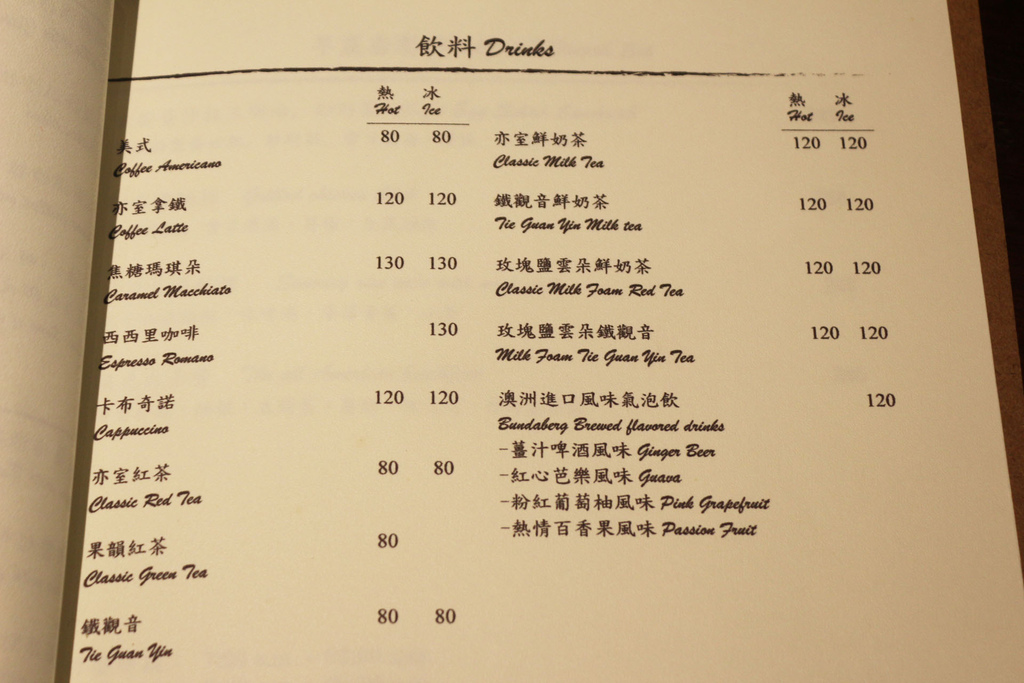 飲料 Drinks
熱 冰
Hot Ice
美式 80 80
Coffee Americano
亦室拿鐵 120 120
Coffee Latte
焦糖瑪琪朵 130 130
Caramel Macchiato
西西里咖啡 130
Espresso Romano
卡布奇諾 120 120
Cappuccino
亦室紅茶 80 80
Classic Red Tea
果韻紅茶 80
Classic Green Tea
鐵觀音 80 80
Tie Guan Yin
熱 冰
Hot Ice
亦室鮮奶茶 120 120
Classic Milk Tea
鐵觀音鮮奶茶 120 120
Tie Guan Yin Milk tea
玫瑰鹽雲朵鮮奶茶 120 120
Classic Milk Foam Red Tea
玫瑰鹽雲朵鐵觀音 120 120
Milk Foam Tie Guan Yin Tea
澳洲進口風味氣泡飲 120
Bundaberg Brewed flavored drinks
-薑汁啤酒風味 Ginger Beer
-紅心芭樂風味 Guava
-粉紅葡萄柚風味 Pink Grapefruit
-熱情百香果風味 Passion Fruit